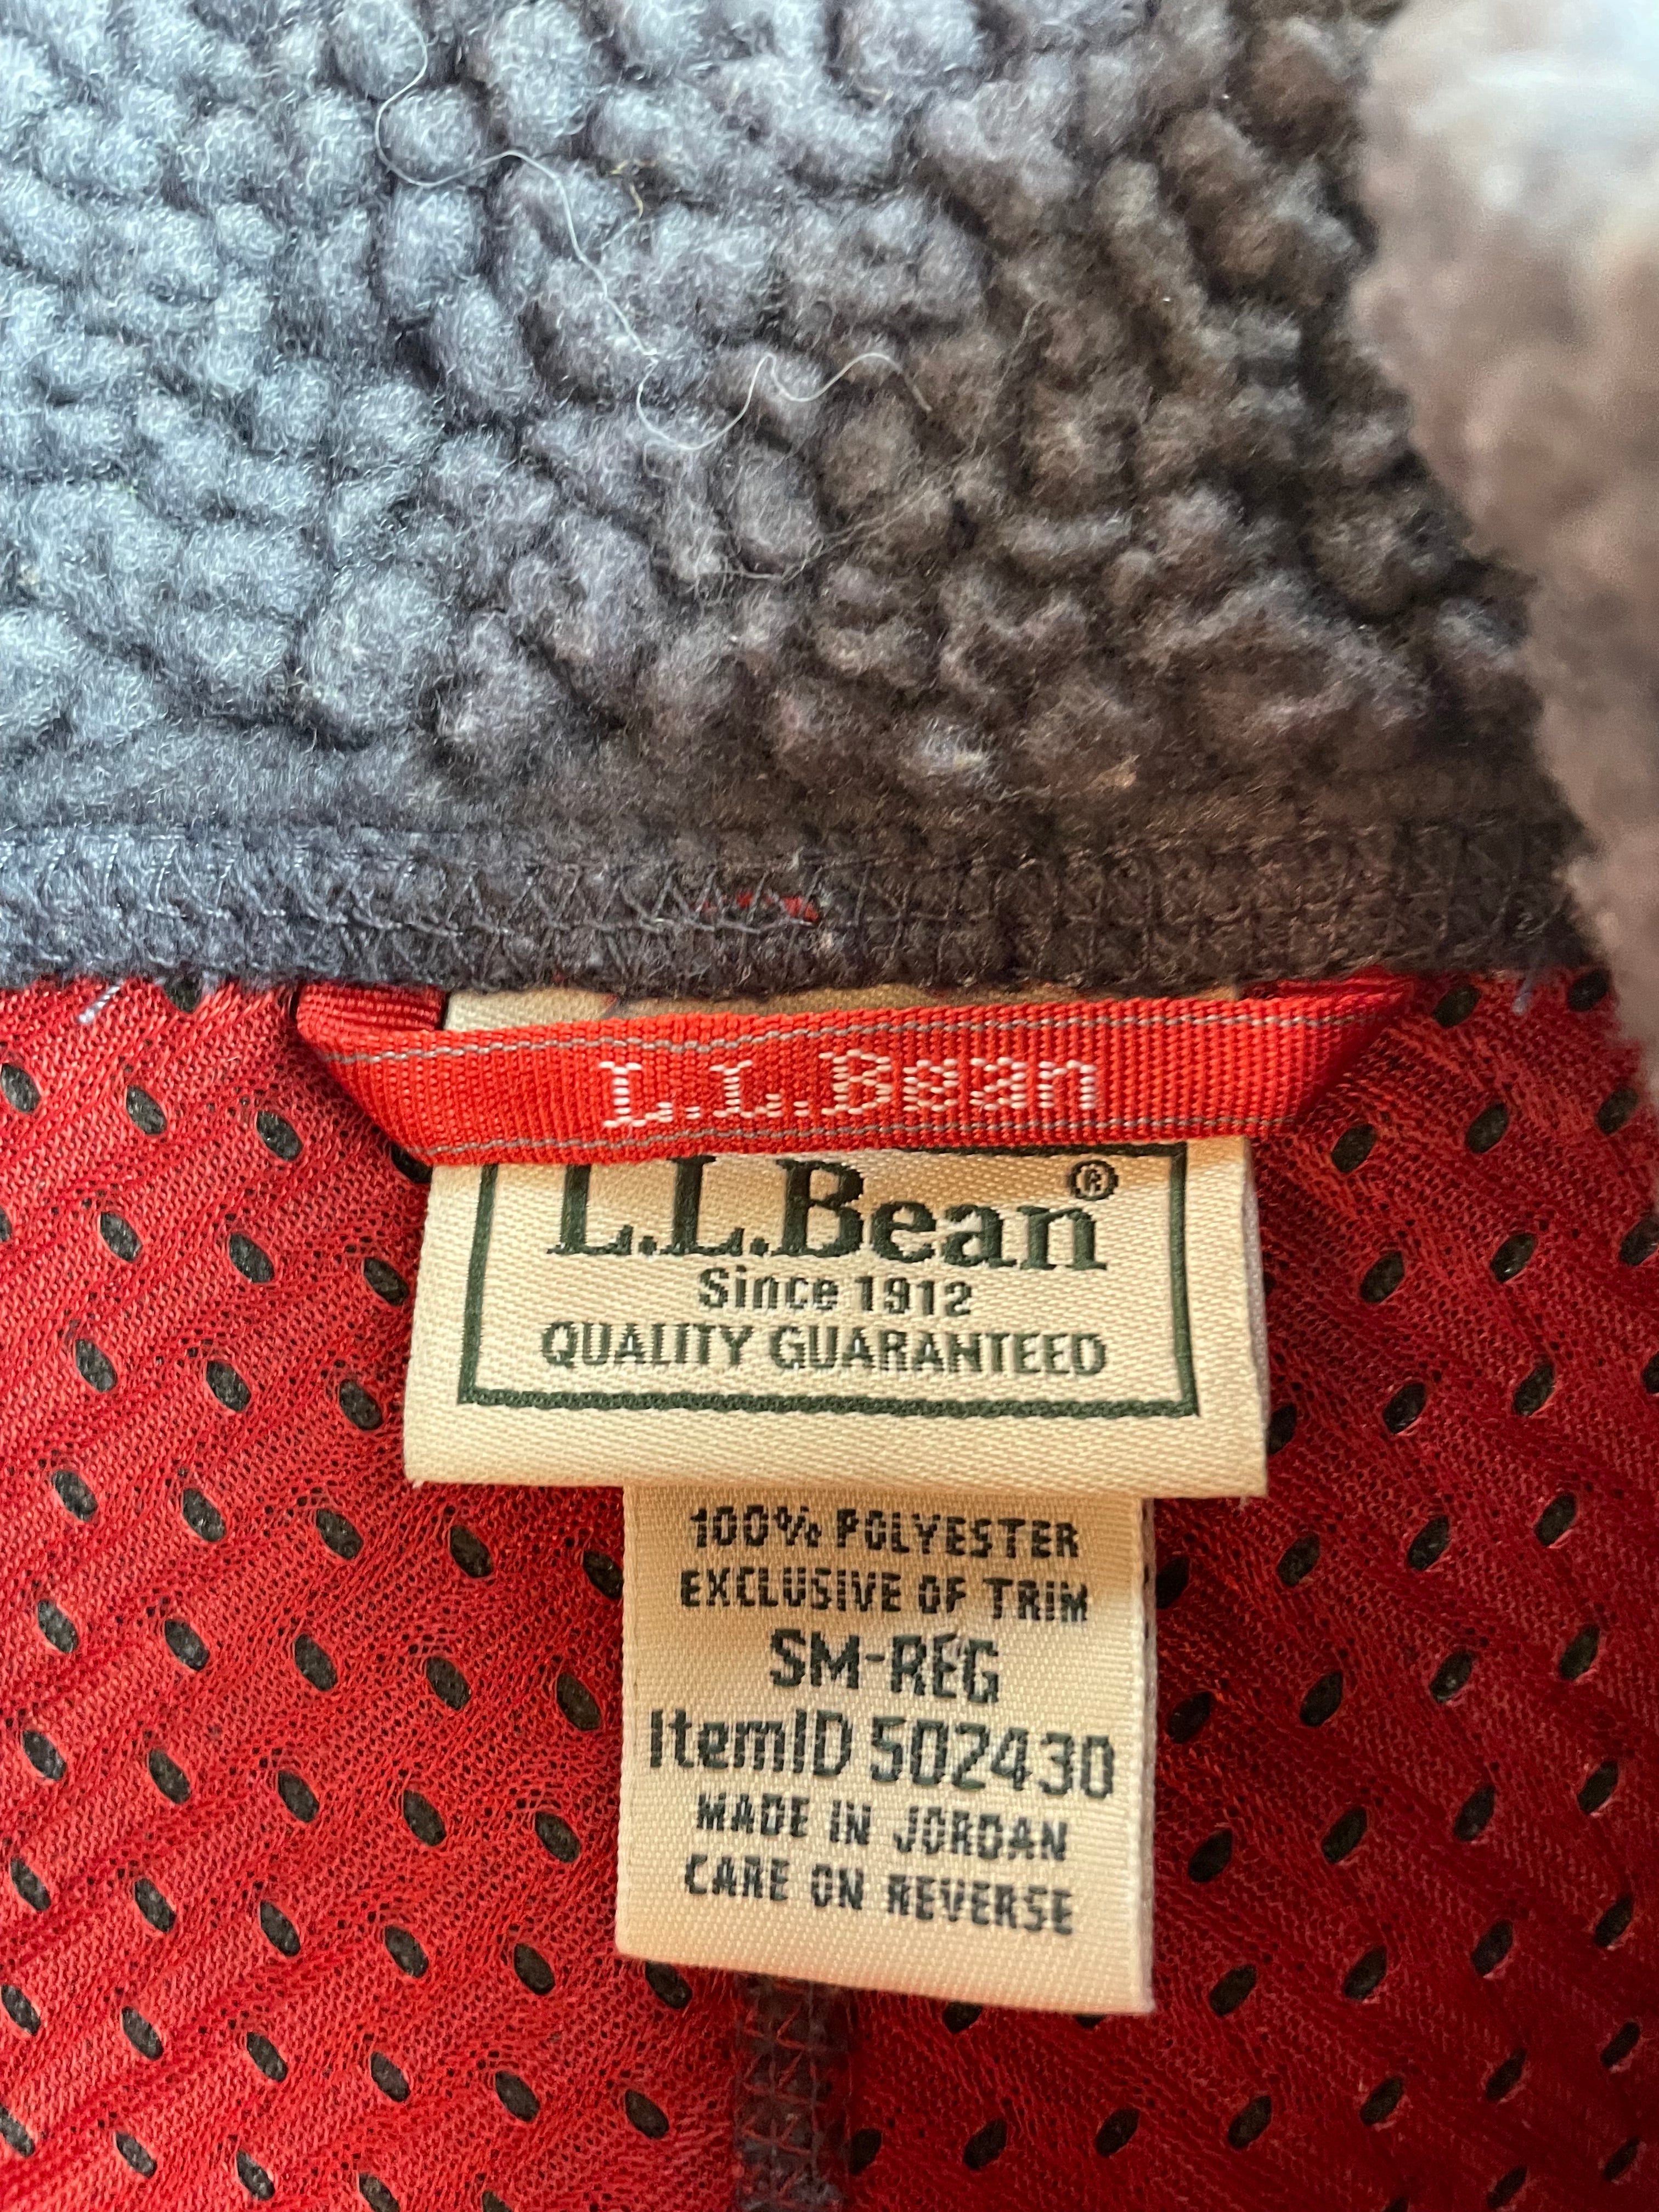 L.L.Bean
L.L.Bean®
Since 1912
QUALITY GUARANTEED
100% POLYESTER
EXCLUSIVE OF TRIM
SM-REG
ItemID 502430
MADE IN JORDAN
CARE ON REVERSE